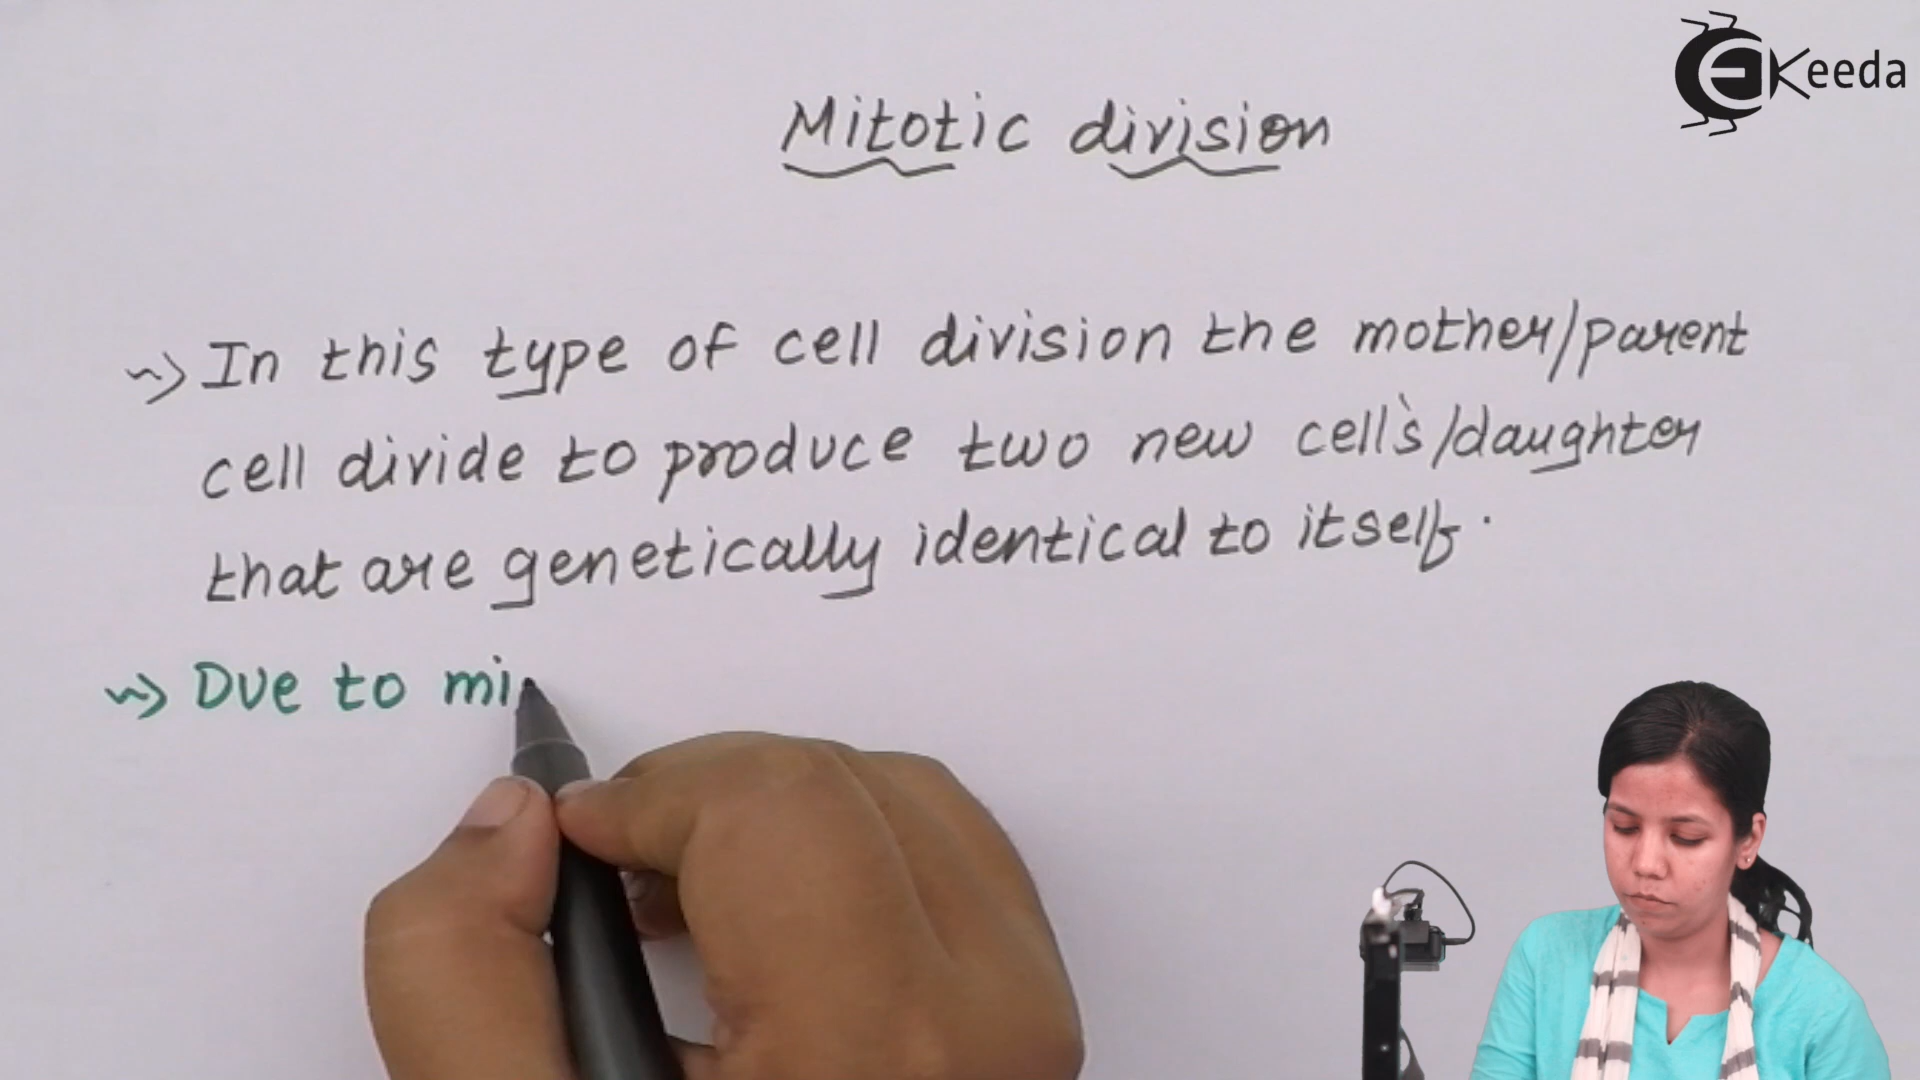 Keeda
Mitotic division
~> In this type of cell division the mother/parent
cell divide to produce two new cell's/daughter
that are genetically identical to itself.
~> Due to mi